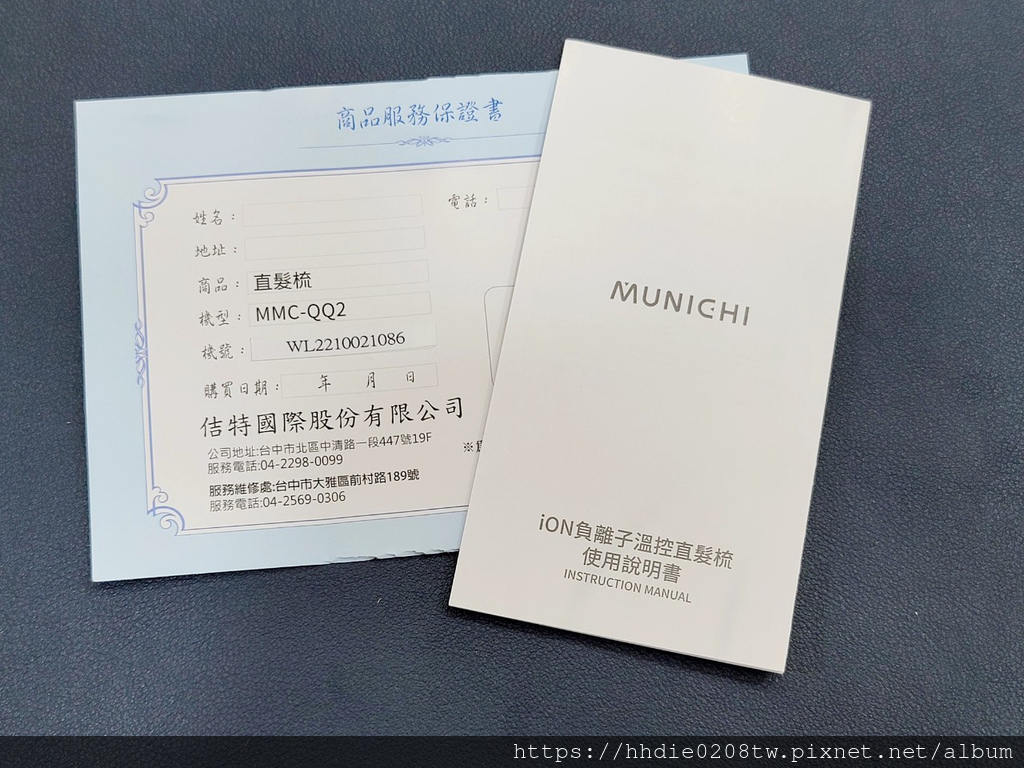 商品服務保證書
姓名：
電話：
地址：
商品：直髮梳
機型：MMC-QQ2
機號：WL2210021086
購買日期： 年 月 日
佶特國際股份有限公司
公司地址:台中市北區中清路一段447號19F
服務電話:04-2298-0099
服務維修處:台中市大雅區前村路189號
服務電話:04-2569-0306
※
MUNICHI
iON負離子溫控直髮梳
使用說明書
INSTRUCTION MANUAL
https://hhdie0208tw.pixnet.net/album